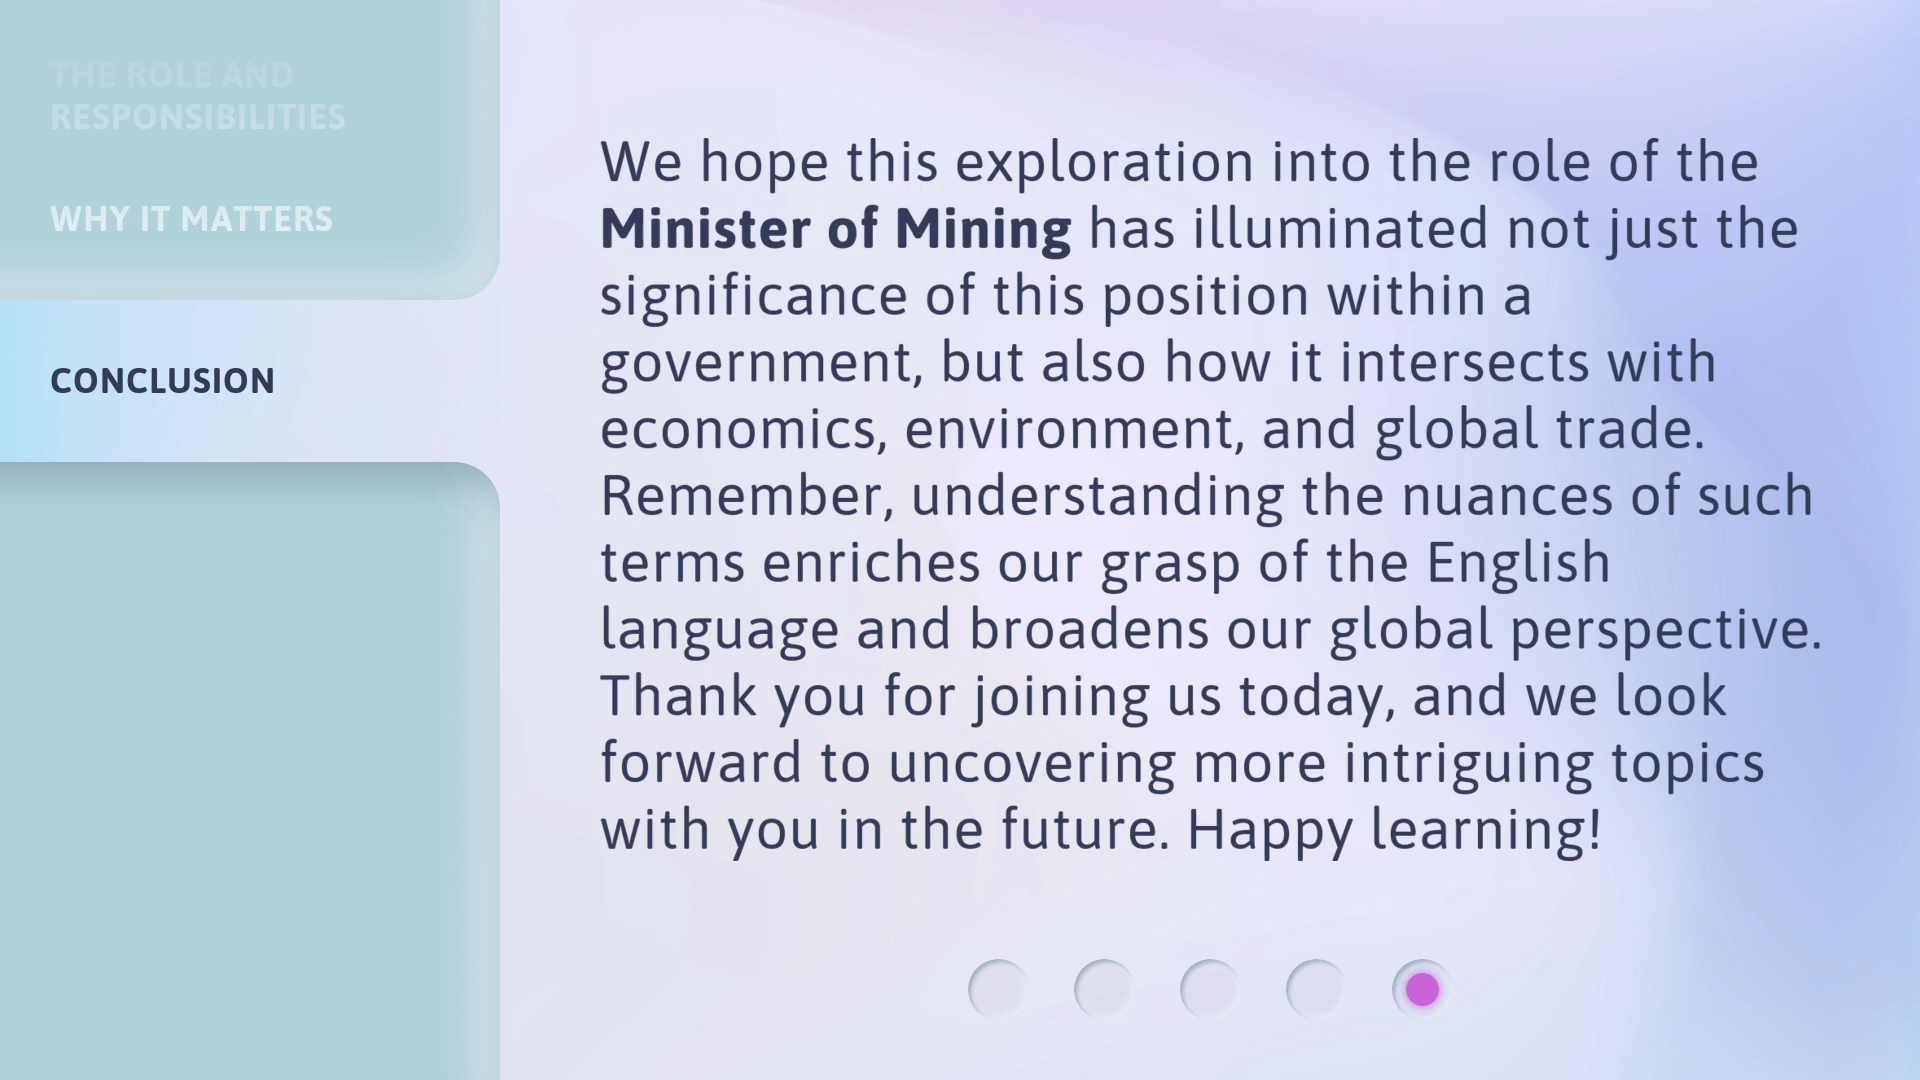 THE ROLE AND
RESPONSIBILITIES
WHY IT MATTERS
CONCLUSION
We hope this exploration into the role of the
Minister of Mining has illuminated not just the
significance of this position within a
government, but also how it intersects with
economics, environment, and global trade.
Remember, understanding the nuances of such
terms enriches our grasp of the English
language and broadens our global perspective.
Thank you for joining us today, and we look
forward to uncovering more intriguing topics
with you in the future. Happy learning!